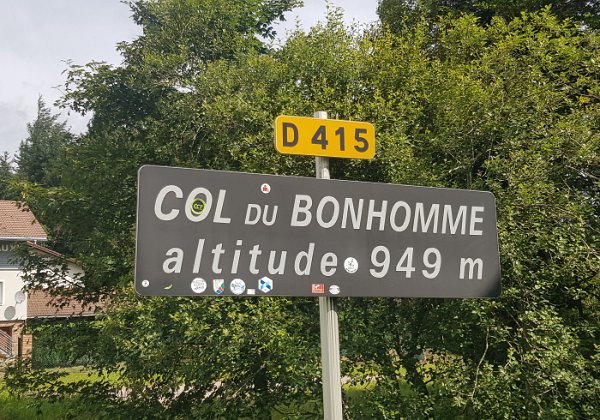 D 415
COL DU BONHOMME
altitude 949 m